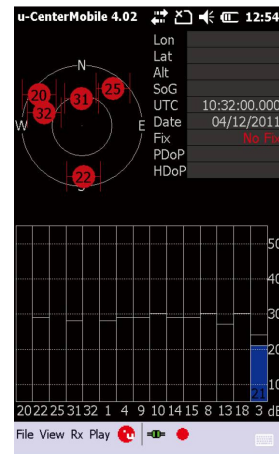 u-CenterMobile 4.02 12:54
Lon
Lat
Alt
SoG
UTC 10:32:00.000
Date 04/12/2011
Fix No Fix
PDoP
HDoP
N
W E
S
20
32
31
25
22
50
40
30
20
10
21
20 22 25 31 32 1 4 9 10 14 15 8 13 18 3 dB
File View Rx Play